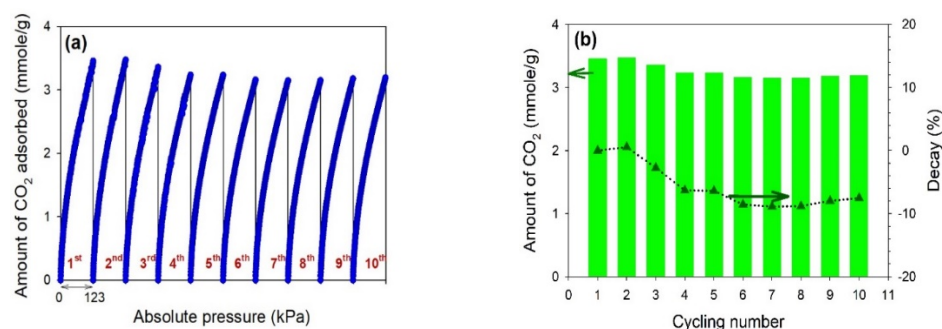 (a)
Amount of CO2 adsorbed (mmole/g)
4
3
2
1
0
1st 2nd 3rd 4th 5th 6th 7th 8th 9th 10th
0 123
Absolute pressure (kPa)
(b)
Amount of CO2 (mmole/g)
4
3
2
1
0
20
10
0
-10
-20
Decay (%)
0 1 2 3 4 5 6 7 8 9 10 11
Cycling number